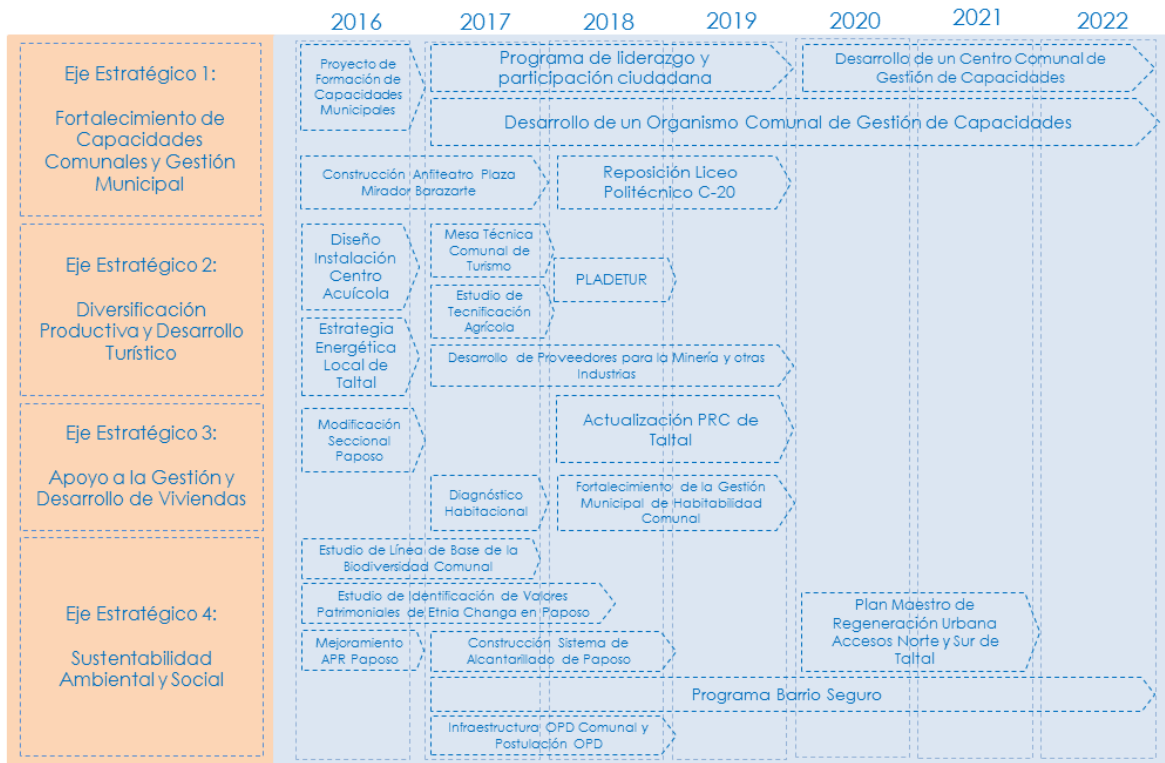 2016 2017 2018 2019 2020 2021 2022
Eje Estratégico 1:
Fortalecimiento de
Capacidades
Comunales y Gestión
Municipal
Proyecto de
Formación de
Capacidades
Municipales
Programa de liderazgo y
participación ciudadana
Desarrollo de un Centro Comunal de
Gestión de Capacidades
Desarrollo de un Organismo Comunal de Gestión de Capacidades
Construcción Anfiteatro Plaza
Mirador Barazarte
Reposición Liceo
Politécnico C-20
Eje Estratégico 2:
Diversificación
Productiva y Desarrollo
Turístico
Diseño
Instalación
Centro
Acuícola
Mesa Técnica
Comunal de
Turismo
PLADETUR
Estudio de
Tecnificación
Agrícola
Estrategia
Energética
Local de
Taltal
Desarrollo de Proveedores para la Minería y otras
Industrias
Eje Estratégico 3:
Apoyo a la Gestión y
Desarrollo de Viviendas
Modificación
Seccional
Paposo
Actualización PRC de
Taltal
Diagnóstico
Habitacional
Fortalecimiento de la Gestión
Municipal de Habitabilidad
Comunal
Eje Estratégico 4:
Sustentabilidad
Ambiental y Social
Estudio de Línea de Base de la
Biodiversidad Comunal
Estudio de Identificación de Valores
Patrimoniales de Etnia Changa en Paposo
Mejoramiento
APR Paposo
Construcción Sistema de
Alcantarillado de Paposo
Plan Maestro de
Regeneración Urbana
Accesos Norte y Sur de
Taltal
Programa Barrio Seguro
Infraestructura OPD Comunal y
Postulación OPD